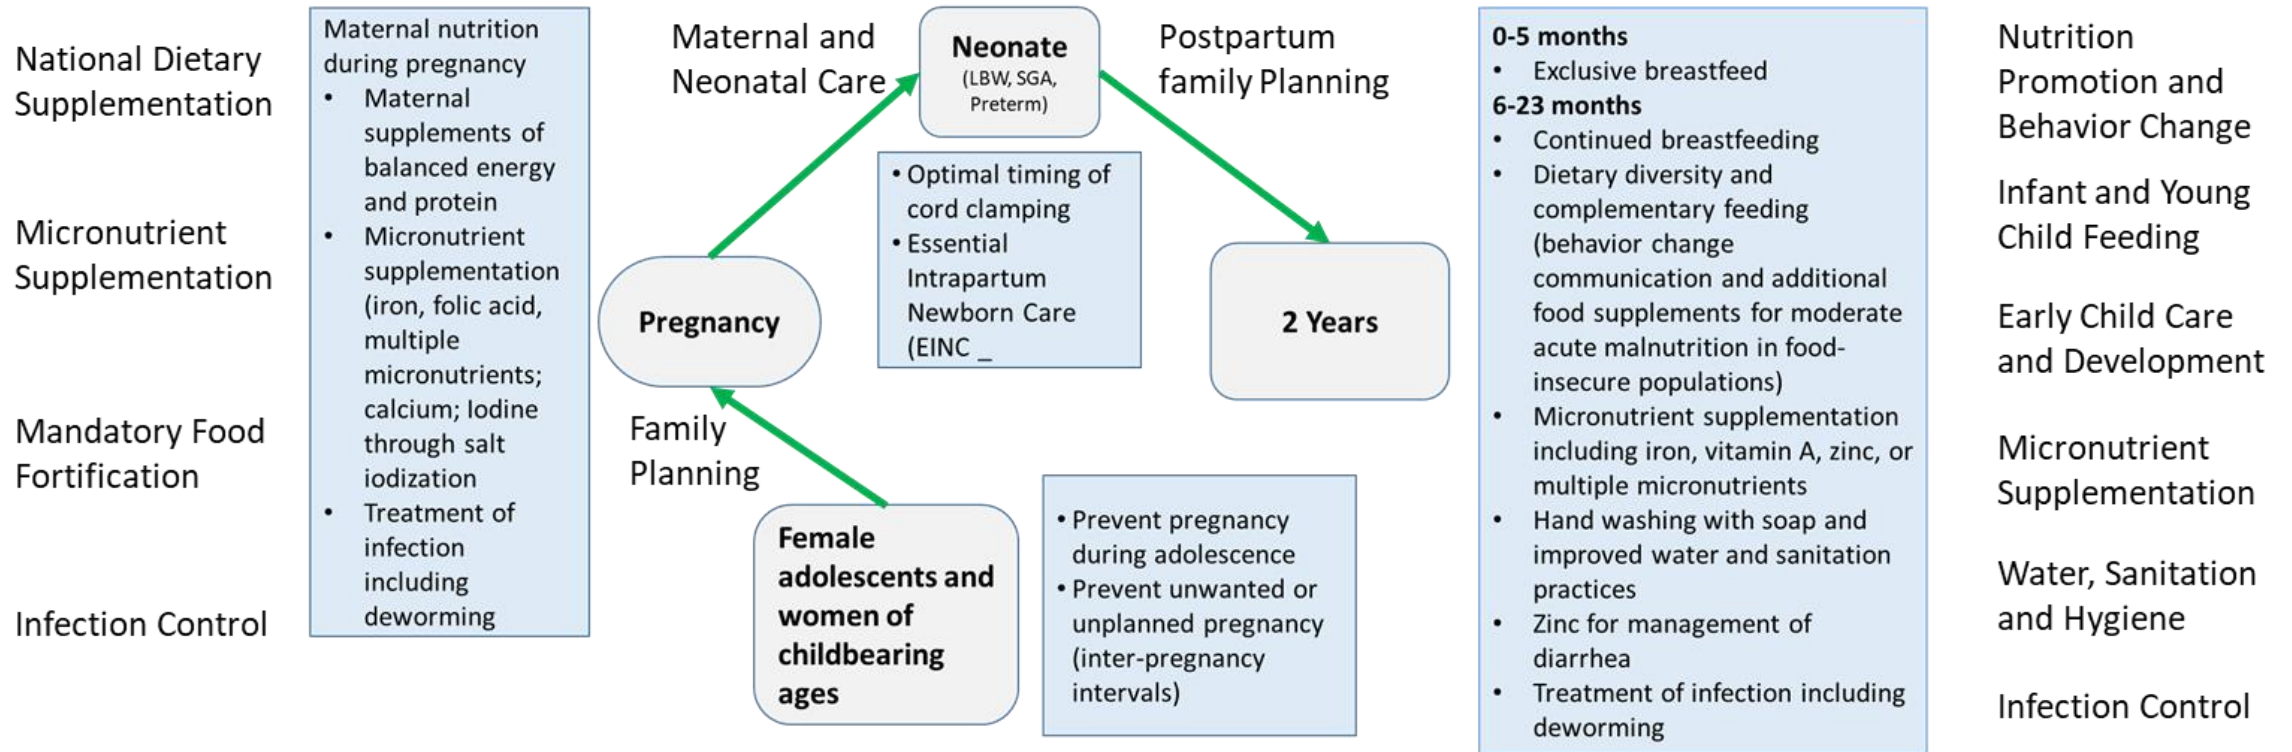 National Dietary
Supplementation
Micronutrient
Supplementation
Mandatory Food
Fortification
Infection Control
Maternal nutrition
during pregnancy
• Maternal
supplements of
balanced energy
and protein
• Micronutrient
supplementation
(iron, folic acid,
multiple
micronutrients;
calcium; Iodine
through salt
iodization
• Treatment of
infection
including
deworming
Maternal and
Neonatal Care
Neonate
(LBW, SGA,
Preterm)
Postpartum
family Planning
• Optimal timing of
cord clamping
• Essential
Intrapartum
Newborn Care
(EINC _
Pregnancy
2 Years
Family
Planning
Female
adolescents and
women of
childbearing
ages
• Prevent pregnancy
during adolescence
• Prevent unwanted or
unplanned pregnancy
(inter-pregnancy
intervals)
0-5 months
• Exclusive breastfeed
6-23 months
• Continued breastfeeding
• Dietary diversity and
complementary feeding
(behavior change
communication and additional
food supplements for moderate
acute malnutrition in food-
insecure populations)
• Micronutrient supplementation
including iron, vitamin A, zinc, or
multiple micronutrients
• Hand washing with soap and
improved water and sanitation
practices
• Zinc for management of
diarrhea
• Treatment of infection including
deworming
Nutrition
Promotion and
Behavior Change
Infant and Young
Child Feeding
Early Child Care
and Development
Micronutrient
Supplementation
Water, Sanitation
and Hygiene
Infection Control